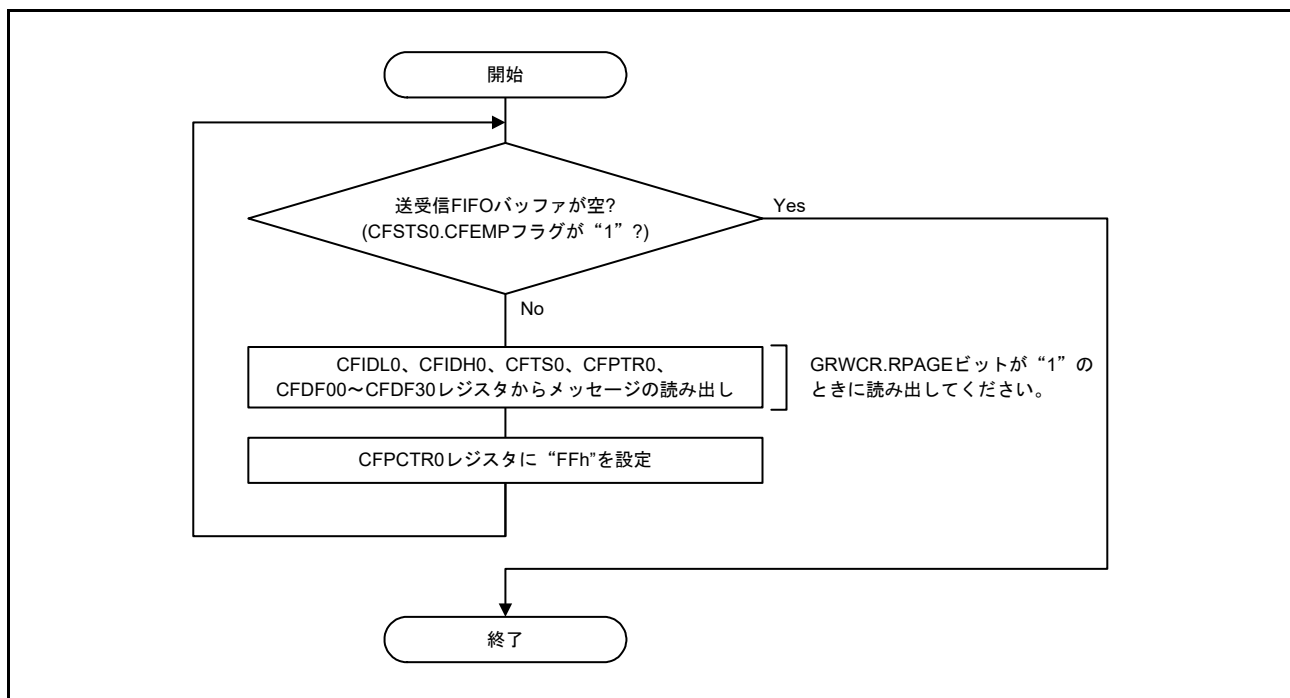 開始
送受信FIFOバッファが空?
(CFSTS0.CFEMPフラグが“1”?)
Yes
No
CFIDL0、CFIDH0、CFTS0、CFPTR0、
CFDF00～CFDF30レジスタからメッセージの読み出し
GRWCR.RPAGEビットが“1”の
ときに読み出してください。
CFPCTR0レジスタに“FFh”を設定
終了